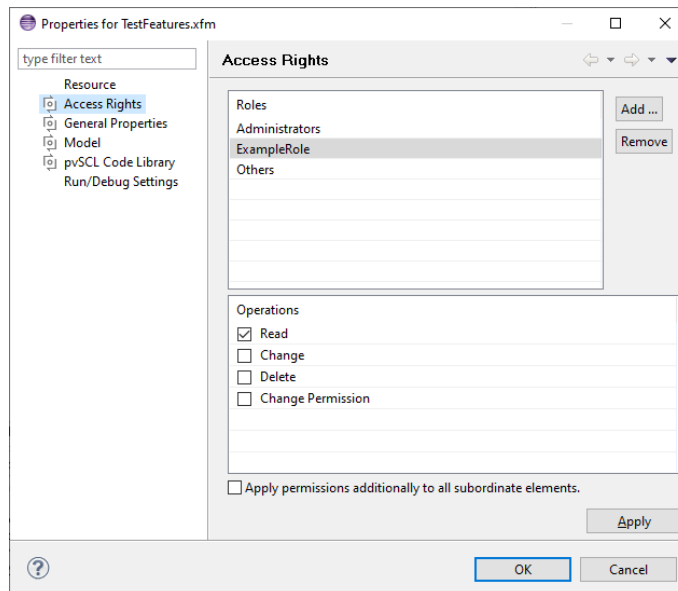 Properties for TestFeatures.xfm
type filter text
Resource
Access Rights
General Properties
Model
pvSCL Code Library
Run/Debug Settings
Access Rights
Roles
Administrators
ExampleRole
Others
Add ...
Remove
Operations
Read
Change
Delete
Change Permission
Apply permissions additionally to all subordinate elements.
Apply
?
OK
Cancel